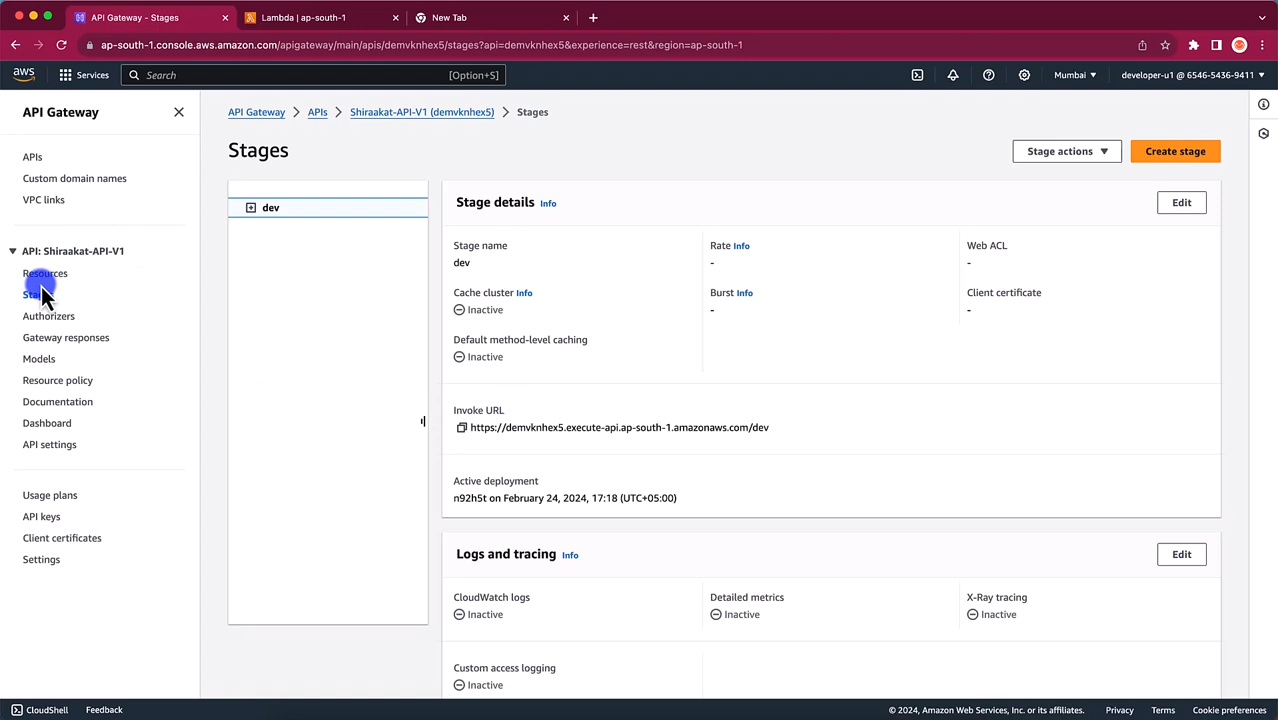 API Gateway - Stages
Lambda | ap-south-1
New Tab
ap-south-1.console.aws.amazon.com/apigateway/main/apis/demvknhex5/stages?api=demvknhex5&experience=rest&region=ap-south-1
aws
Services
Search
[Option+S]
Mumbai
developer-u1 @ 6546-5436-9411
API Gateway
APIs
Custom domain names
VPC links
API: Shiraakat-API-V1
Resources
Authorizers
Gateway responses
Models
Resource policy
Documentation
Dashboard
API settings
Usage plans
API keys
Client certificates
Settings
API Gateway > APIs > Shiraakat-API-V1 (demvknhex5) > Stages
Stages
Stage actions
Create stage
dev
Stage details Info
Edit
Stage name
dev
Rate Info
-
Web ACL
-
Cache cluster Info
Inactive
Burst Info
-
Client certificate
-
Default method-level caching
Inactive
Invoke URL
https://demvknhex5.execute-api.ap-south-1.amazonaws.com/dev
Active deployment
n92h5t on February 24, 2024, 17:18 (UTC+05:00)
Logs and tracing Info
Edit
CloudWatch logs
Inactive
Detailed metrics
Inactive
X-Ray tracing
Inactive
Custom access logging
Inactive
CloudShell
Feedback
© 2024, Amazon Web Services, Inc. or its affiliates.
Privacy
Terms
Cookie preferences